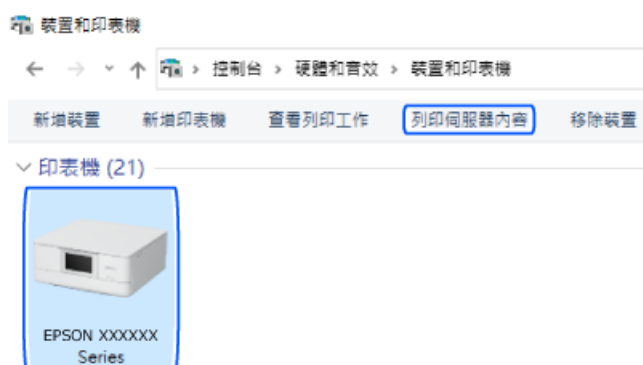 裝置和印表機
控制台 › 硬體和音效 › 裝置和印表機
新增裝置 新增印表機 查看列印工作 列印伺服器內容 移除裝置
印表機 (21)
EPSON XXXXXX
Series